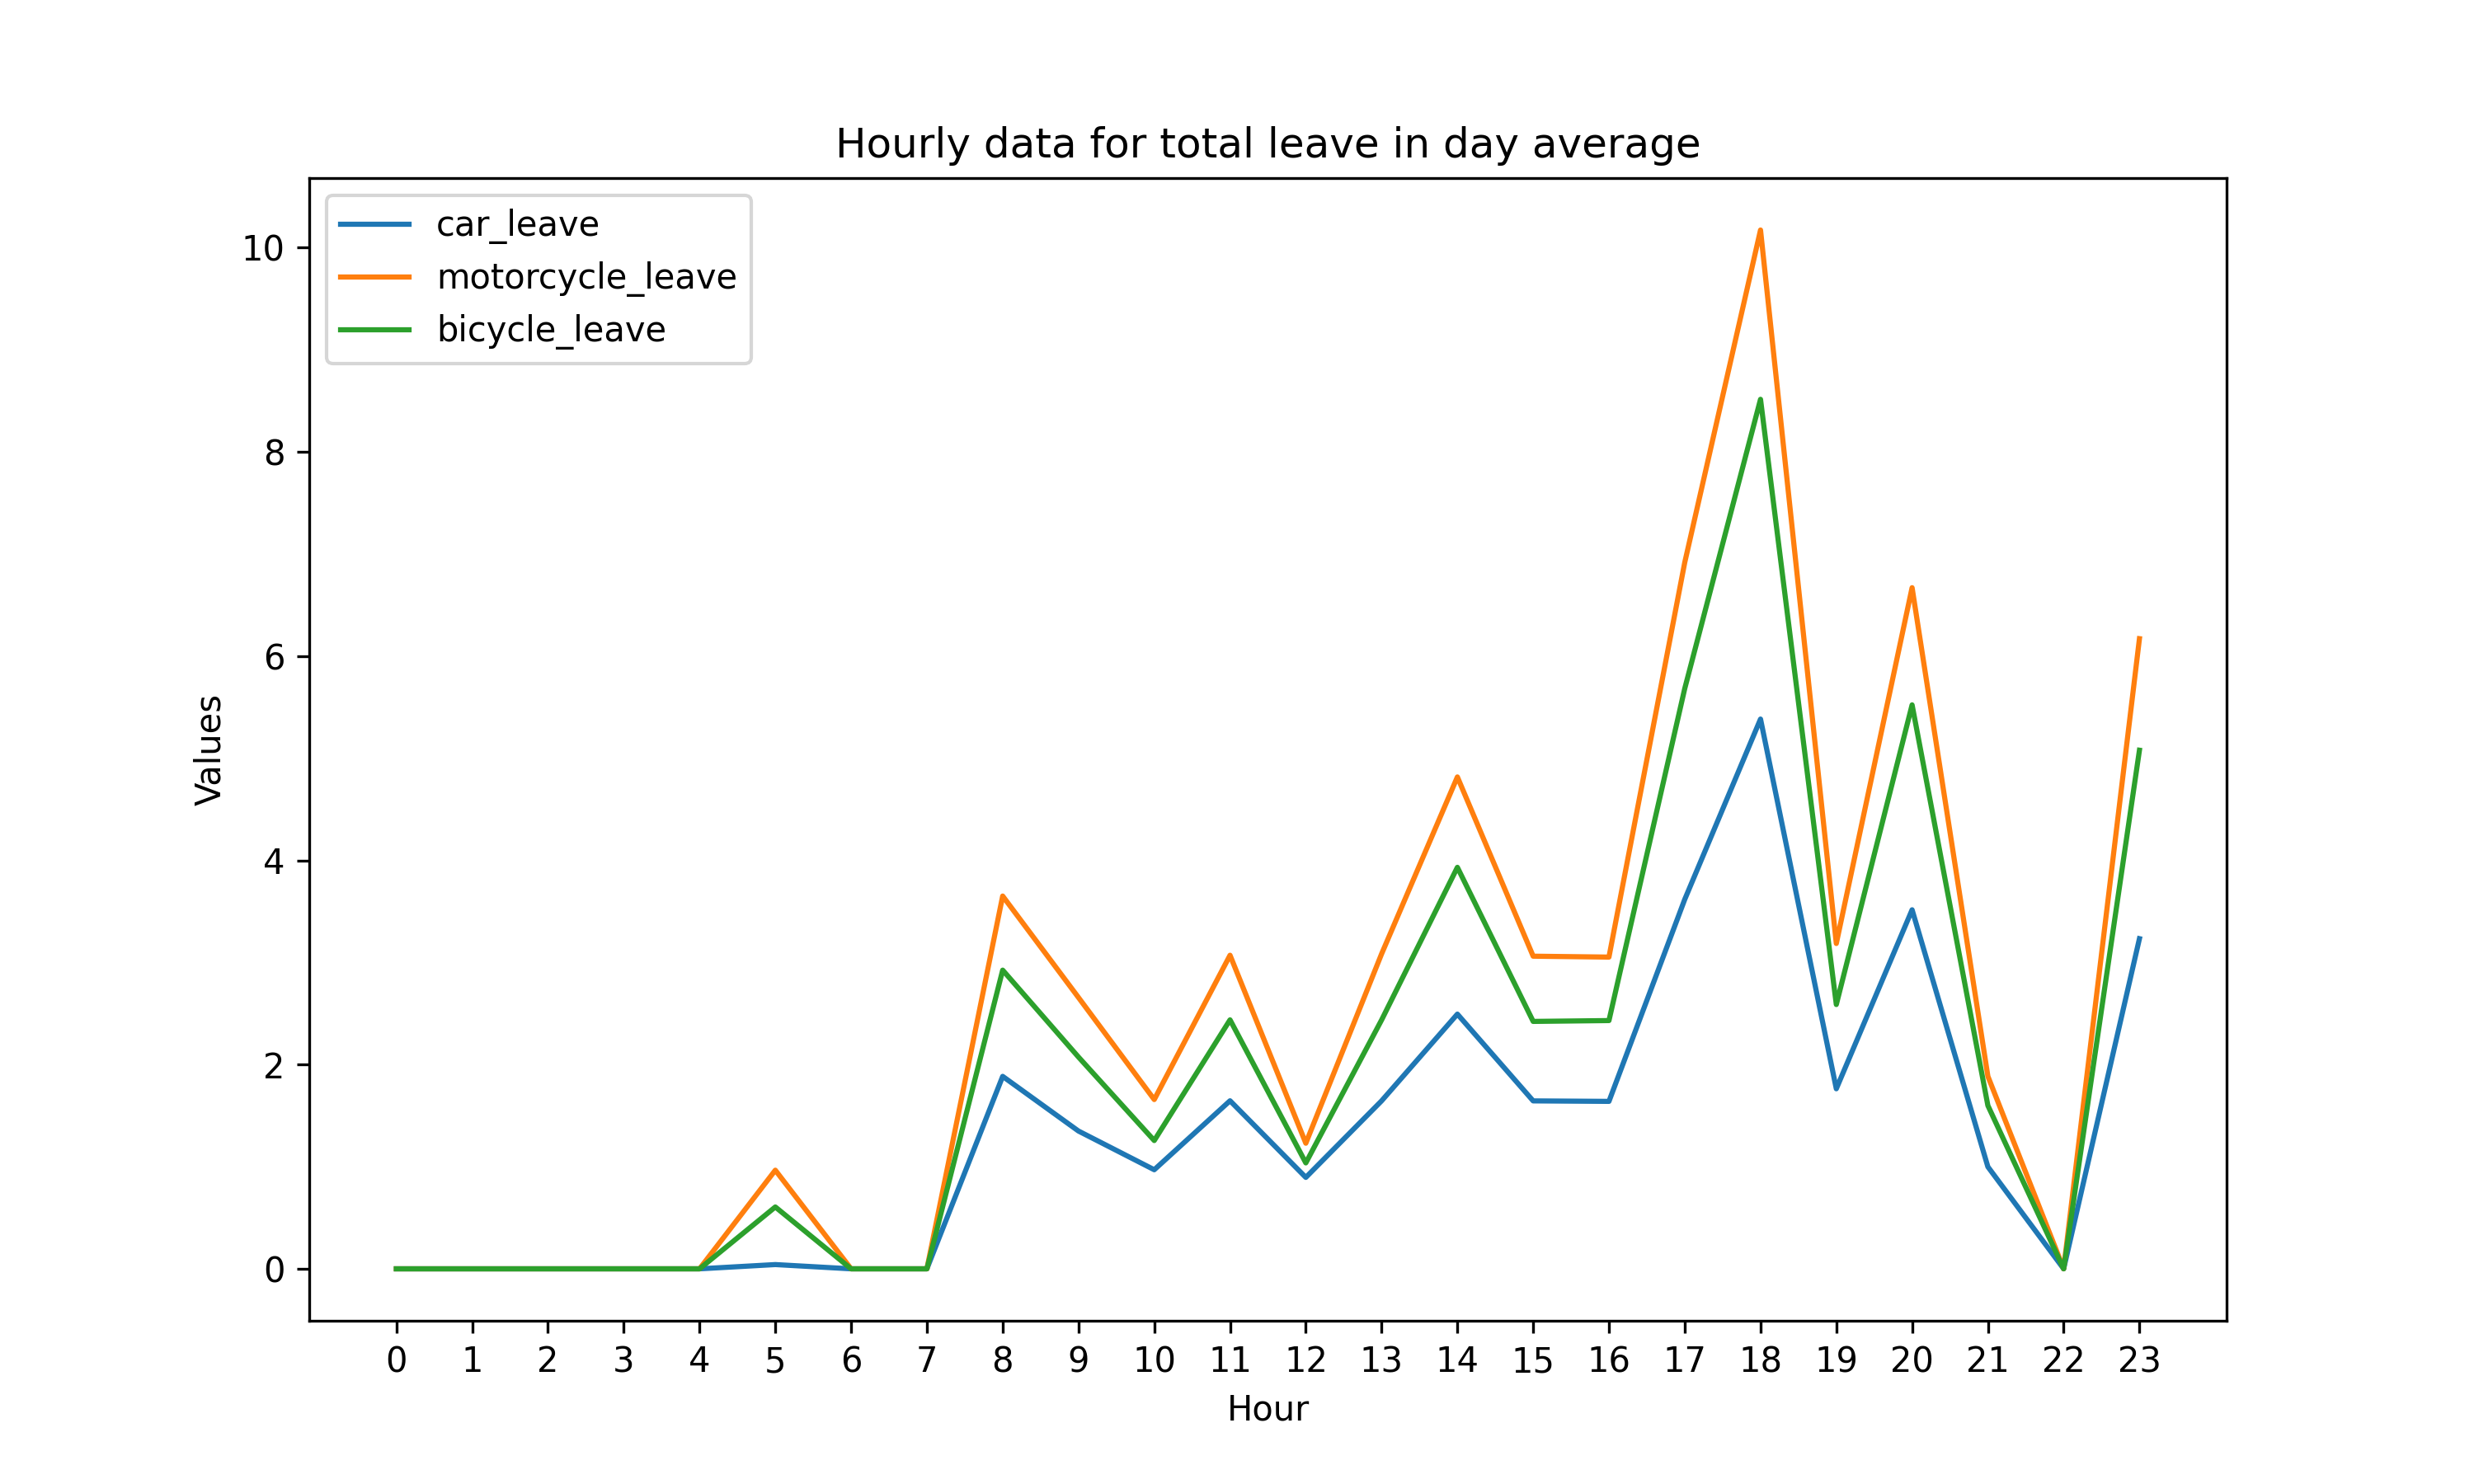 Hourly data for total leave in day average
car_leave
motorcycle_leave
bicycle_leave
10
8
6
4
2
0
Values
0 1 2 3 4 5 6 7 8 9 10 11 12 13 14 15 16 17 18 19 20 21 22 23
Hour